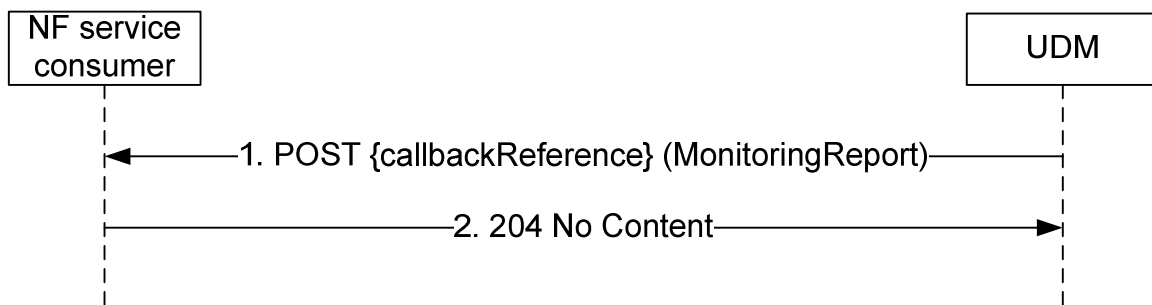 NF service
consumer
UDM
1. POST {callbackReference} (MonitoringReport)
2. 204 No Content